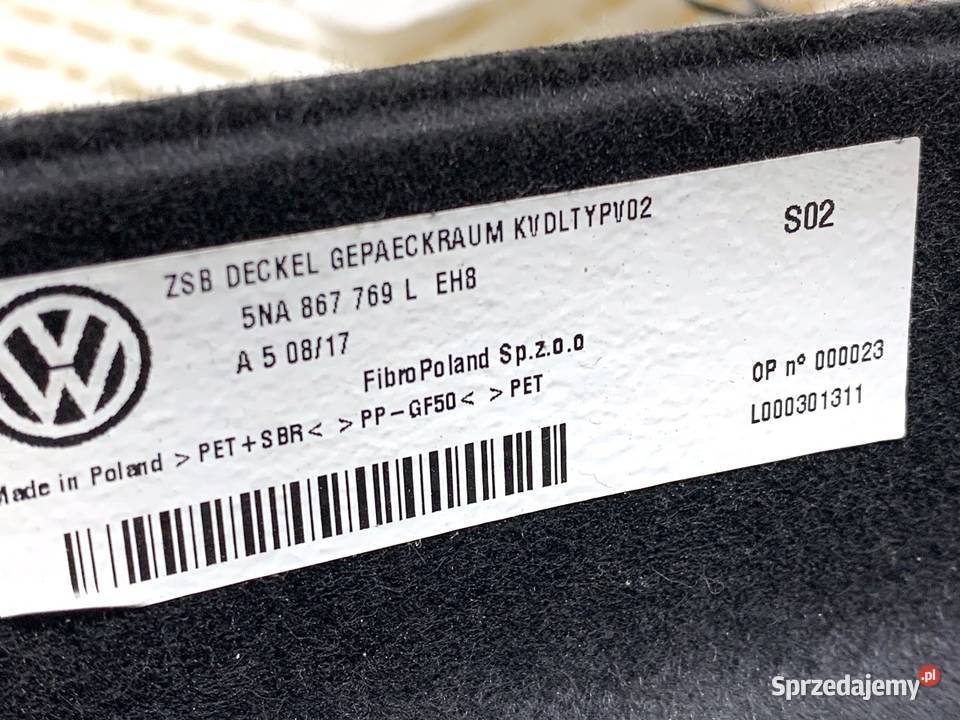 ZSB DECKEL GEPAECKRAUM KVDLTYPV02
S02
5NA 867 769 L EH8
A 5 08/17
FibroPoland Sp.z.o.o
OP n° 000023
Made in Poland >PET+SBR< >PP-GF50< >PET
L000301311
Sprzedajemy.pl